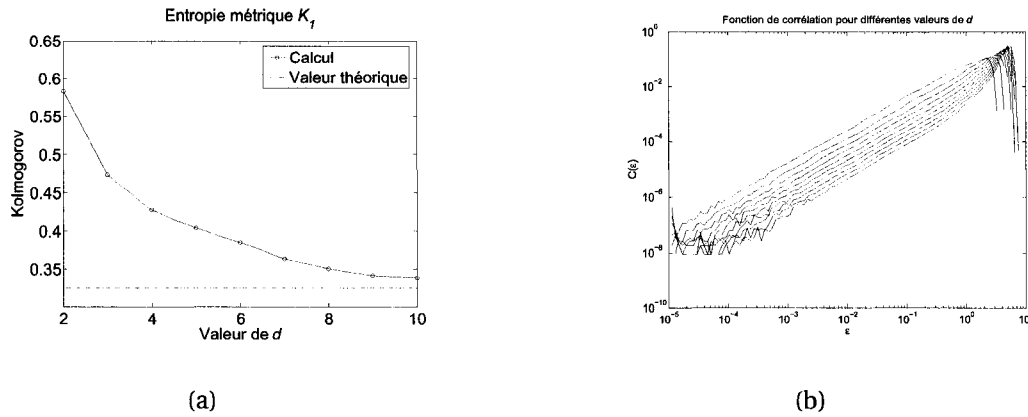 Entropie métrique K1
0.65
0.6
0.55
0.5
0.45
0.4
0.35
Kolmogorov
Calcul
Valeur théorique
2
4
6
8
10
Valeur de d
(a)
Fonction de corrélation pour différentes valeurs de d
10^0
10^-2
10^-4
10^-6
10^-8
10^-10
C(ε)
10^-5
10^-4
10^-3
10^-2
10^-1
10^0
10
ε
(b)